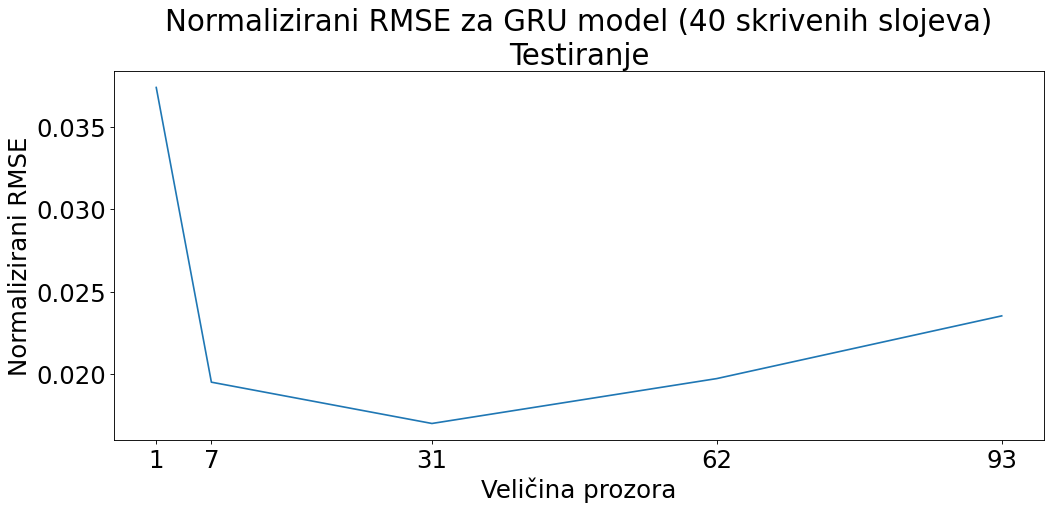 Normalizirani RMSE za GRU model (40 skrivenih slojeva)
Testiranje
Normalizirani RMSE
0.035
0.030
0.025
0.020
1 7 31 62 93
Veličina prozora